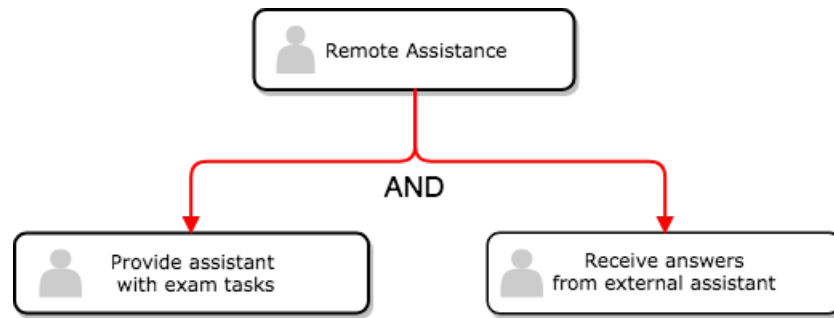 Remote Assistance
AND
Provide assistant
with exam tasks
Receive answers
from external assistant